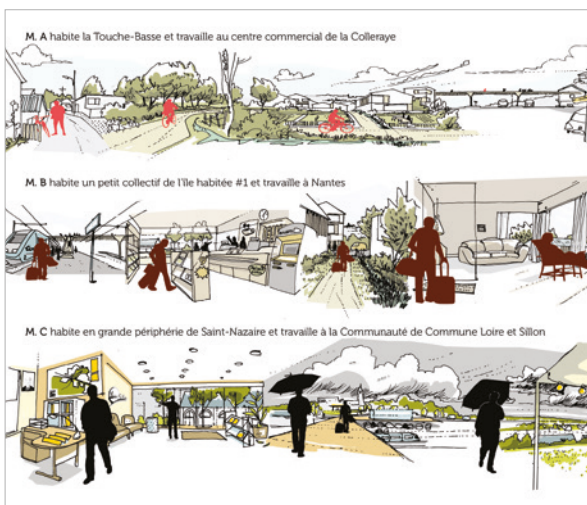 M. A habite la Touche-Basse et travaille au centre commercial de la Colleraye
M. B habite un petit collectif de l'île habitée #1 et travaille à Nantes
M. C habite en grande périphérie de Saint-Nazaire et travaille à la Communauté de Commune Loire et Sillon